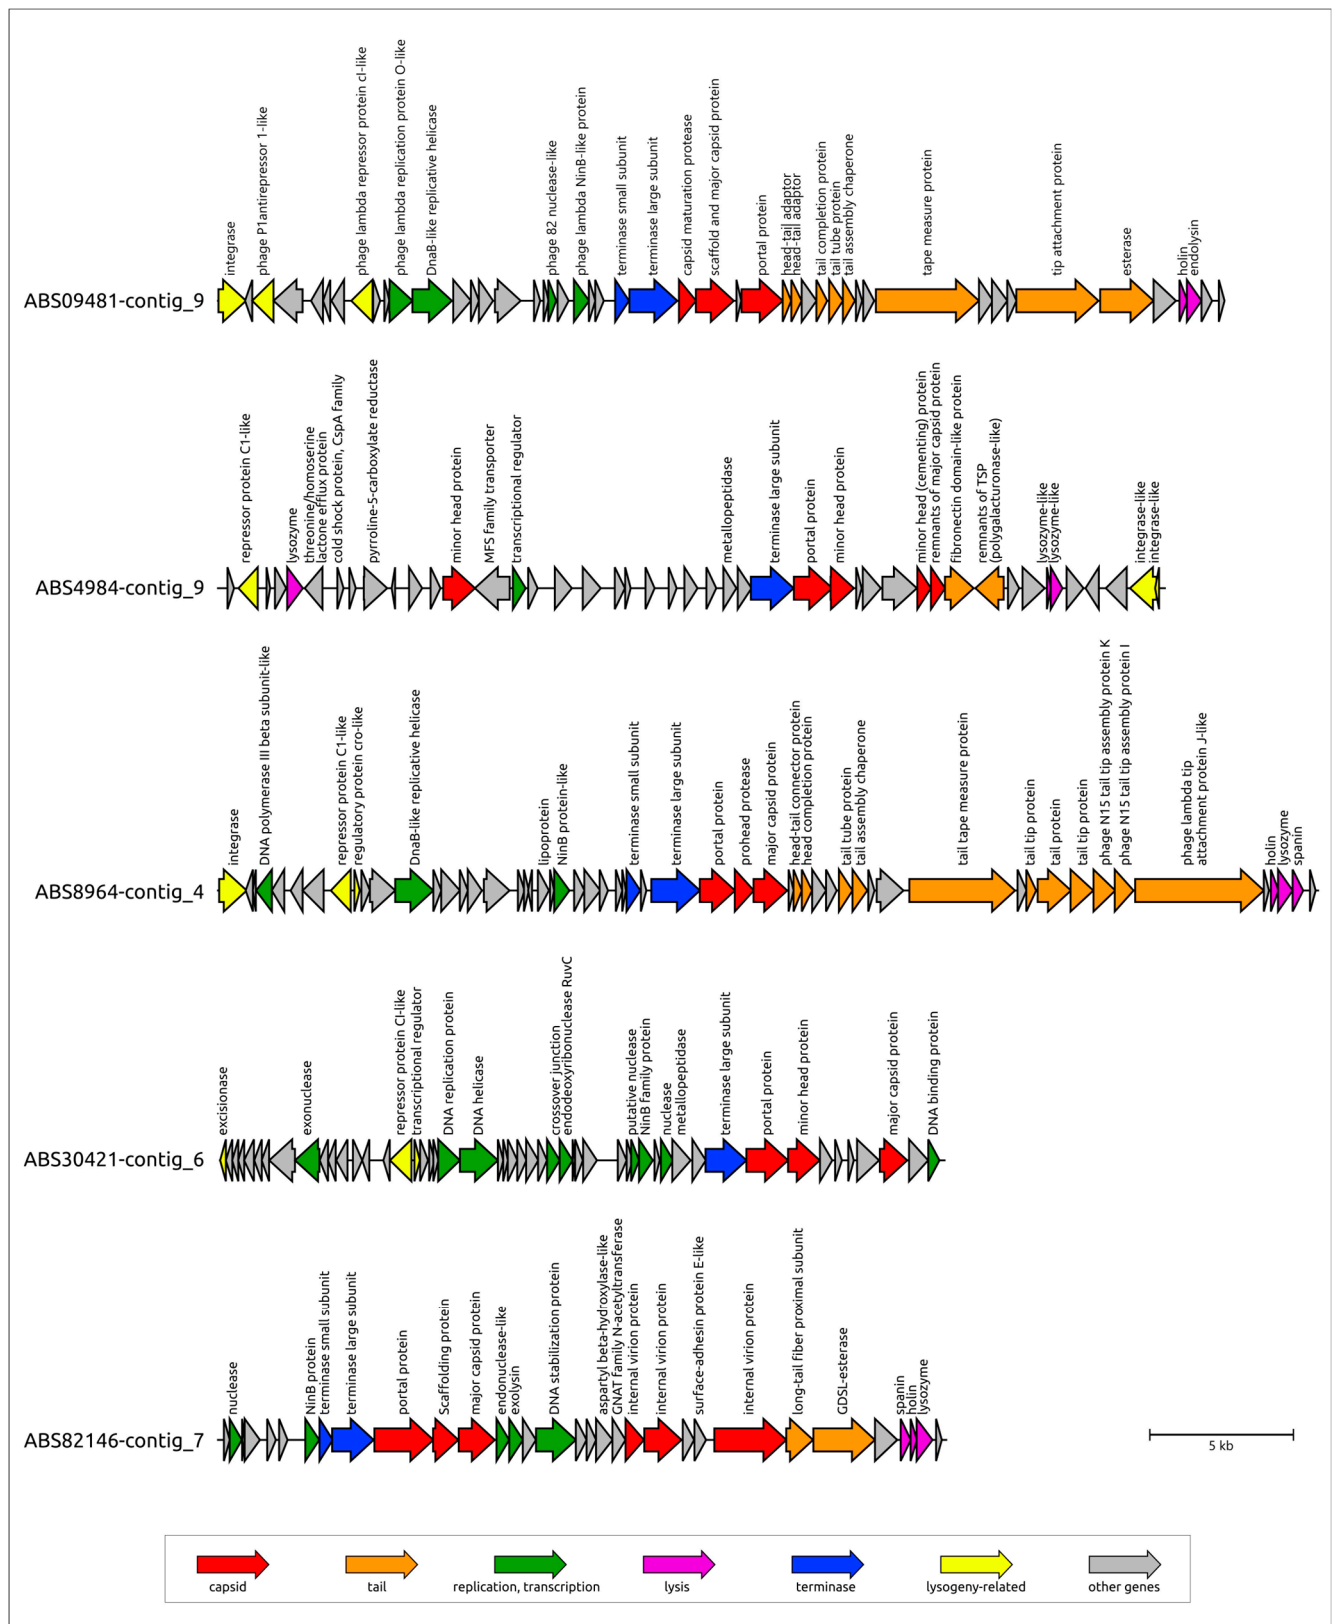 integrase
phage P1antirepressor 1-like
phage lambda repressor protein cI-like
phage lambda replication protein O-like
DnaB-like replicative helicase
phage 82 nuclease-like
phage lambda NinB-like protein
terminase small subunit
terminase large subunit
capsid maturation protease
scaffold and major capsid protein
portal protein
head-tail adaptor
head-tail adaptor
tail completion protein
tail tube protein
tail assembly chaperone
tape measure protein
tip attachment protein
esterase
holin
endolysin
ABS09481-contig_9
repressor protein C1-like
lysozyme
threonine/homoserine
lactone efflux protein
cold shock protein, CspA family
pyrroline-5-carboxylate reductase
minor head protein
MFS family transporter
transcriptional regulator
metallopeptidase
terminase large subunit
portal protein
minor head protein
minor head (cementing) protein
remnants of major capsid protein
fibronectin domain-like protein
remnants of TSP
(polygalacturonase-like)
lysozyme-like
lysozyme-like
integrase-like
integrase-like
ABS4984-contig_9
integrase
DNA polymerase III beta subunit-like
repressor protein C1-like
regulatory protein cro-like
DnaB-like replicative helicase
lipoprotein
NinB protein-like
terminase small subunit
terminase large subunit
portal protein
prohead protease
major capsid protein
head-tail connector protein
head completion protein
tail tube protein
tail assembly chaperone
tail tape measure protein
tail tip protein
tail protein
tail tip protein
phage N15 tail tip assembly protein K
phage N15 tail tip assembly protein I
phage lambda tip
attachment protein J-like
holin
lysozyme
spanin
ABS8964-contig_4
excisionase
exonuclease
repressor protein CI-like
transcriptional regulator
DNA replication protein
DNA helicase
crossover junction
endodeoxyribonuclease RuvC
putative nuclease
NinB family protein
nuclease
metallopeptidase
terminase large subunit
portal protein
minor head protein
major capsid protein
DNA binding protein
ABS30421-contig_6
nuclease
NinB protein
terminase small subunit
terminase large subunit
portal protein
Scaffolding protein
major capsid protein
endonuclease-like
exolysin
DNA stabilization protein
aspartyl beta-hydroxylase-like
GNAT family N-acetyltransferase
internal virion protein
internal virion protein
surface-adhesin protein E-like
internal virion protein
long-tail fiber proximal subunit
GDSL-esterase
spanin
holin
lysozyme
ABS82146-contig_7
5 kb
capsid
tail
replication, transcription
lysis
terminase
lysogeny-related
other genes